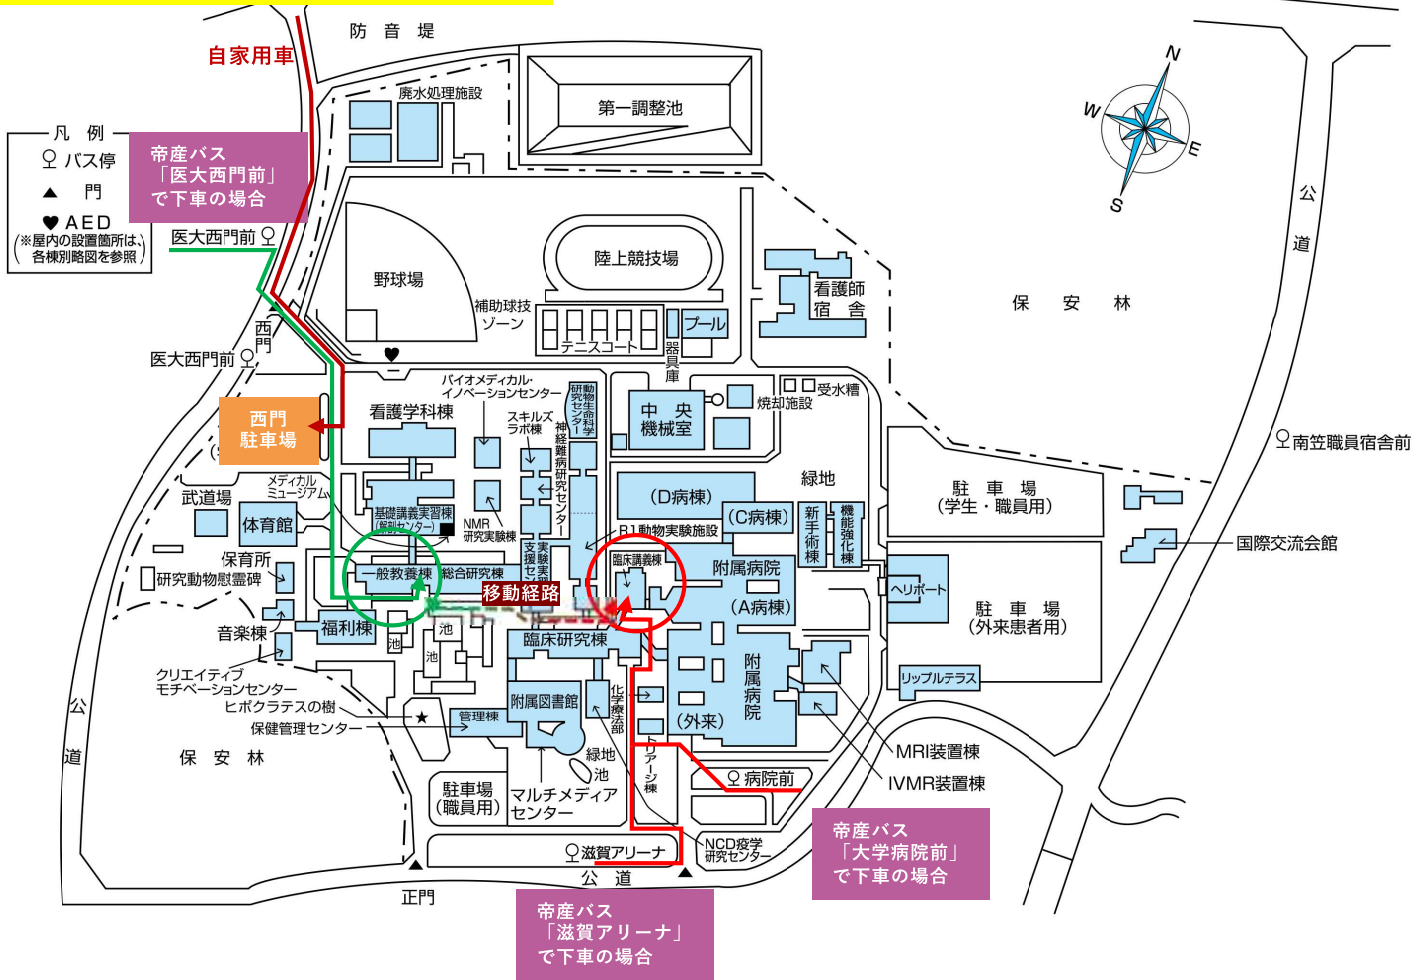 自家用車
防音堤
廃水処理施設
第一調整池
N
W
E
S
凡例
バス停
門
AED
(※屋内の設置箇所は、
各棟別略図を参照)
帝産バス
「医大西門前」
で下車の場合
医大西門前
公道
野球場
陸上競技場
看護師
宿舎
保安林
補助球技
ゾーン
テニスコート
プール
器具庫
西門
医大西門前
バイオメディカル・
イノベーションセンター
動物生命科学
研究センター
焼却施設
受水槽
西門
駐車場
看護学科棟
スキルズ
ラボ棟
神経難病研究センター
中央
機械室
南笠職員宿舎前
メディカル
ミュージアム
武道場
体育館
基礎講義実習棟
(解剖センター)
NMR
研究実験棟
(D病棟)
(C病棟)
緑地
新手術棟
機能強化棟
駐車場
(学生・職員用)
RI動物実験施設
国際交流会館
保育所
研究動物慰霊碑
一般教養棟
総合研究棟
移動経路
臨床講義棟
附属病院
(A病棟)
ヘリポート
駐車場
(外来患者用)
音楽棟
福利棟
池
池
池
臨床研究棟
附属病院
クリエイティブ
モチベーションセンター
ヒポクラテスの樹
保健管理センター
管理棟
附属図書館
化学療法部
(外来)
リップルテラス
公道
保安林
緑地
池
トリアージ棟
病院前
MRI装置棟
IVMR装置棟
駐車場
(職員用)
マルチメディア
センター
NCD疫学
研究センター
帝産バス
「大学病院前」
で下車の場合
滋賀アリーナ
公道
正門
帝産バス
「滋賀アリーナ」
で下車の場合